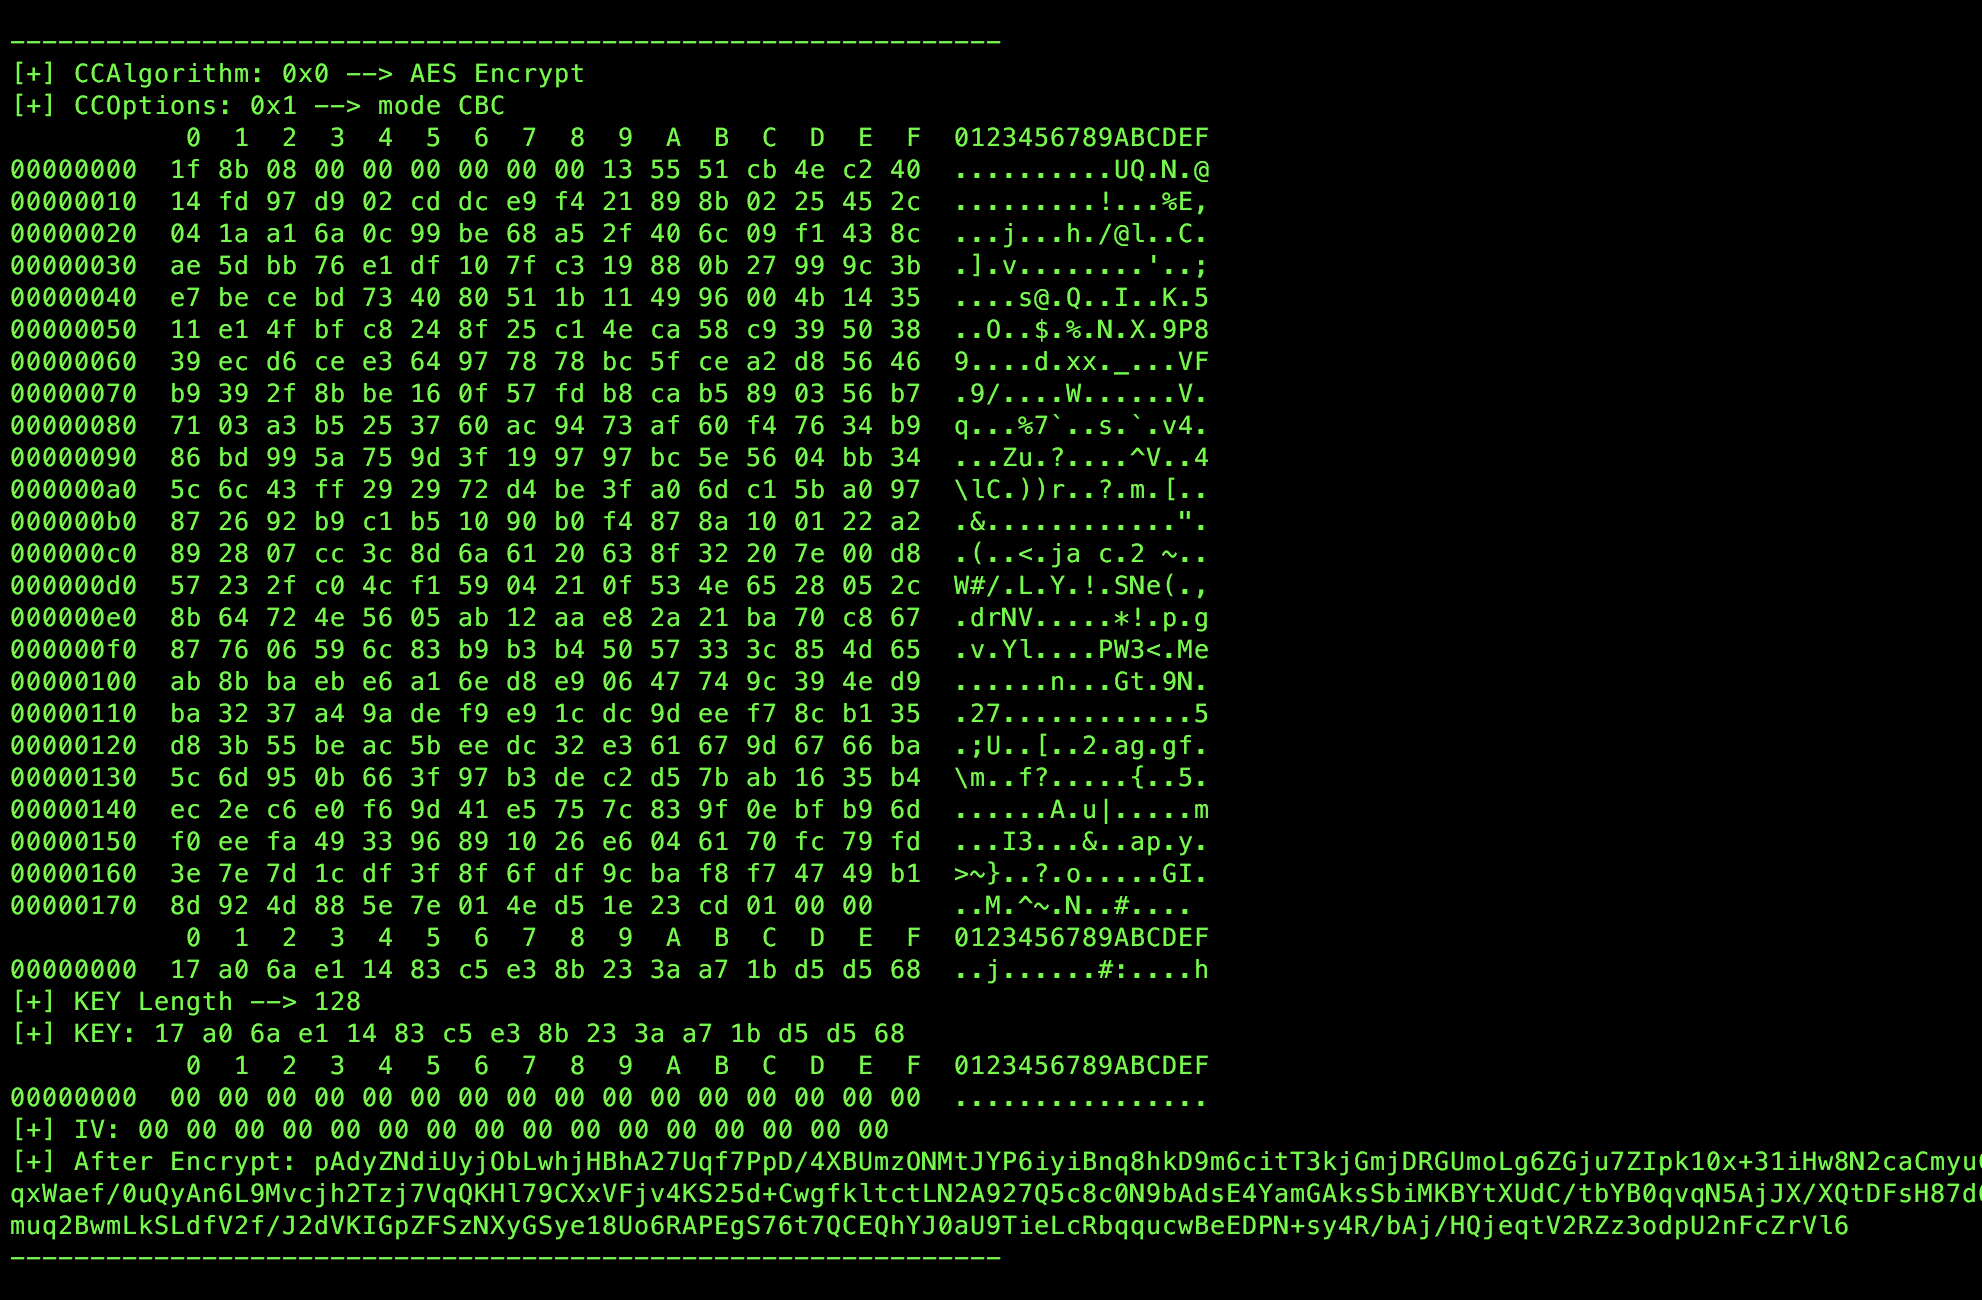 --------------------------------------------------------------
[+] CCAlgorithm: 0x0 --> AES Encrypt
[+] CCOptions: 0x1 --> mode CBC
           0  1  2  3  4  5  6  7  8  9  A  B  C  D  E  F  0123456789ABCDEF
00000000  1f 8b 08 00 00 00 00 00 00 13 55 51 cb 4e c2 40  ..........UQ.N.@
00000010  14 fd 97 d9 02 cd dc e9 f4 21 89 8b 02 25 45 2c  .........!...%E,
00000020  04 1a a1 6a 0c 99 be 68 a5 2f 40 6c 09 f1 43 8c  ...j...h./@l..C.
00000030  ae 5d bb 76 e1 df 10 7f c3 19 88 0b 27 99 9c 3b  .].v........'..;
00000040  e7 be ce bd 73 40 80 51 1b 11 49 96 00 4b 14 35  ....s@.Q..I..K.5
00000050  11 e1 4f bf c8 24 8f 25 c1 4e ca 58 c9 39 50 38  ..O..$.%.N.X.9P8
00000060  39 ec d6 ce e3 64 97 78 78 bc 5f ce a2 d8 56 46  9....d.xx._...VF
00000070  b9 39 2f 8b be 16 0f 57 fd b8 ca b5 89 03 56 b7  .9/....W......V.
00000080  71 03 a3 b5 25 37 60 ac 94 73 af 60 f4 76 34 b9  q...%7`..s.`.v4.
00000090  86 bd 99 5a 75 9d 3f 19 97 97 bc 5e 56 04 bb 34  ...Zu.?....^V..4
000000a0  5c 6c 43 ff 29 29 72 d4 be 3f a0 6d c1 5b a0 97  \lC.))r..?.m.[..
000000b0  87 26 92 b9 c1 b5 10 90 b0 f4 87 8a 10 01 22 a2  .&............".
000000c0  89 28 07 cc 3c 8d 6a 61 20 63 8f 32 20 7e 00 d8  .(..<.ja c.2 ~..
000000d0  57 23 2f c0 4c f1 59 04 21 0f 53 4e 65 28 05 2c  W#/.L.Y.!.SNe(.,
000000e0  8b 64 72 4e 56 05 ab 12 aa e8 2a 21 ba 70 c8 67  .drNV.....*!.p.g
000000f0  87 76 06 59 6c 83 b9 b3 b4 50 57 33 3c 85 4d 65  .v.Yl....PW3<.Me
00000100  ab 8b ba eb e6 a1 6e d8 e9 06 47 74 9c 39 4e d9  ......n...Gt.9N.
00000110  ba 32 37 a4 9a de f9 e9 1c dc 9d ee f7 8c b1 35  .27............5
00000120  d8 3b 55 be ac 5b ee dc 32 e3 61 67 9d 67 66 ba  .;U..[..2.ag.gf.
00000130  5c 6d 95 0b 66 3f 97 b3 de c2 d5 7b ab 16 35 b4  \m..f?.....{..5.
00000140  ec 2e c6 e0 f6 9d 41 e5 75 7c 83 9f 0e bf b9 6d  ......A.u|.....m
00000150  f0 ee fa 49 33 96 89 10 26 e6 04 61 70 fc 79 fd  ...I3...&..ap.y.
00000160  3e 7e 7d 1c df 3f 8f 6f df 9c ba f8 f7 47 49 b1  >~}..?.o.....GI.
00000170  8d 92 4d 88 5e 7e 01 4e d5 1e 23 cd 01 00 00     ..M.^~.N..#....
           0  1  2  3  4  5  6  7  8  9  A  B  C  D  E  F  0123456789ABCDEF
00000000  17 a0 6a e1 14 83 c5 e3 8b 23 3a a7 1b d5 d5 68  ..j......#:....h
[+] KEY Length --> 128
[+] KEY: 17 a0 6a e1 14 83 c5 e3 8b 23 3a a7 1b d5 d5 68
           0  1  2  3  4  5  6  7  8  9  A  B  C  D  E  F  0123456789ABCDEF
00000000  00 00 00 00 00 00 00 00 00 00 00 00 00 00 00 00  ................
[+] IV: 00 00 00 00 00 00 00 00 00 00 00 00 00 00 00 00
[+] After Encrypt: pAdyZNdiUyjObLwhjHBhA27Uqf7PpD/4XBUmzONMtJYP6iyiBnq8hkD9m6citT3kjGmjDRGUmoLg6ZGju7ZIpk10x+31iHw8N2caCmyu
qxWaef/0uQyAn6L9Mvcjh2Tzj7VqQKHl79CXxVFjv4KS25d+Cwgfkltc​tLN2A927Q5c8c0N9bAdsE4YamGAksSbiMKBYtXUdC/tbYB0qvqN5AjJX/XQtDFsH87d
muq2BwmLkSLdfV2f/J2dVKIGpZFSzNXyGSye18Uo6RAPEgS76t7QCEQhYJ0aU9TieLcRbqqucwBeEDPN+sy4R/bAj/HQjeqtV2RZz3odpU2nFcZrVl6
--------------------------------------------------------------